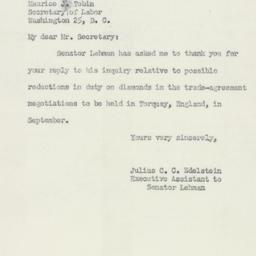 Maurice J. Tobin
Secretary of Labor
Washington 25, D. C.
My dear Mr. Secretary:
Senator Lehman has asked me to thank you for
your reply to his inquiry relative to possible
reductions in duty on diamonds in the trade-agreement
negotiations to be held in Torquay, England, in
September.
Yours very sincerely,
Julius C. C. Edelstein
Executive Assistant to
Senator Lehman